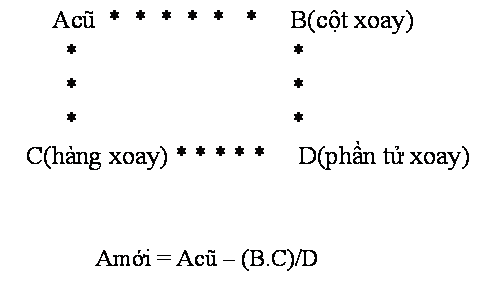 Acũ * * * * * * B(cột xoay)
* *
* *
* *
C(hàng xoay) * * * * * D(phần tử xoay)
Amới = Acũ – (B.C)/D